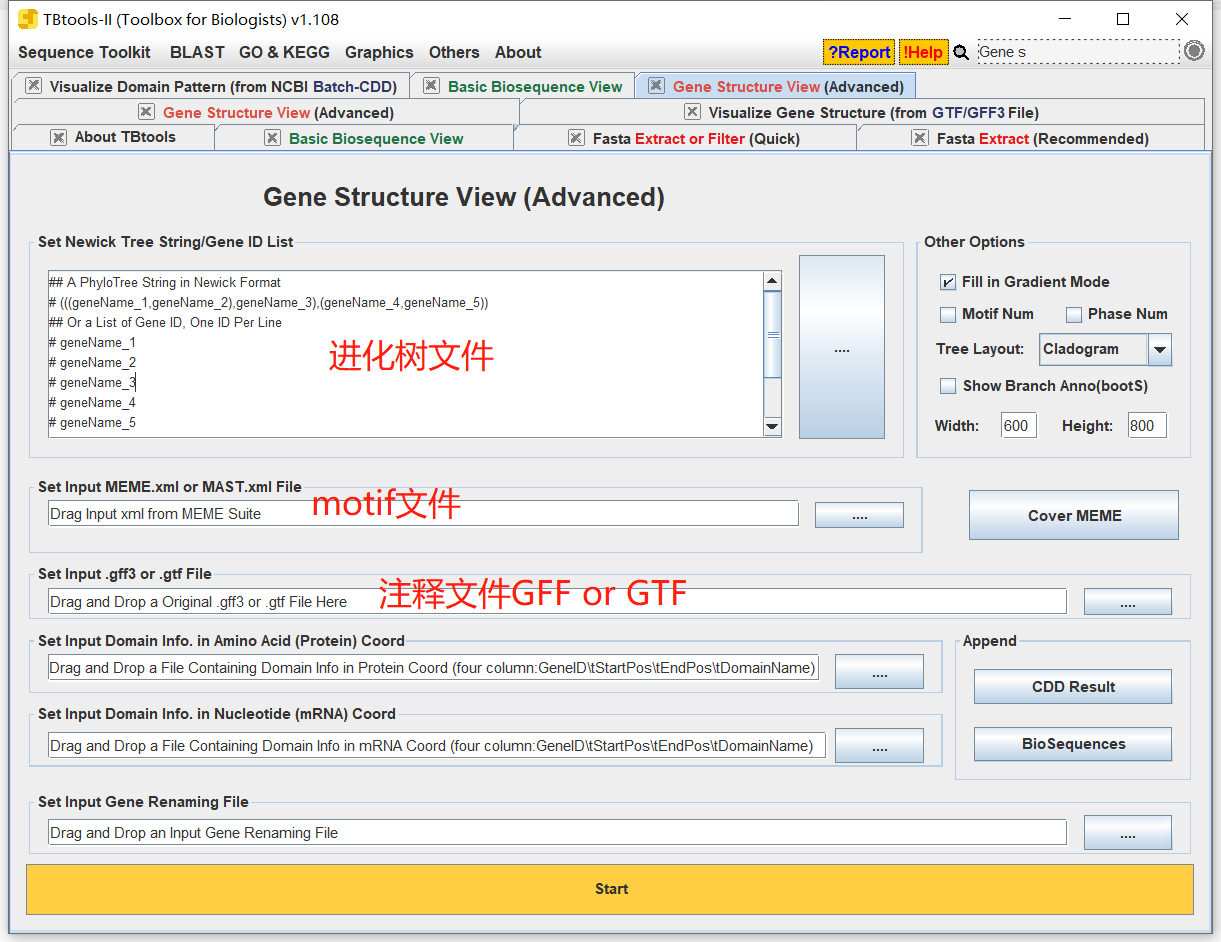 TBtools-II (Toolbox for Biologists) v1.108
Sequence Toolkit BLAST GO & KEGG Graphics Others About ?Report !Help Gene s
Visualize Domain Pattern (from NCBI Batch-CDD) Basic Biosequence View Gene Structure View (Advanced)
Gene Structure View (Advanced) Visualize Gene Structure (from GTF/GFF3 File)
About TBtools Basic Biosequence View Fasta Extract or Filter (Quick) Fasta Extract (Recommended)
Gene Structure View (Advanced)
Set Newick Tree String/Gene ID List
## A PhyloTree String in Newick Format
# (((geneName_1,geneName_2),geneName_3),(geneName_4,geneName_5))
## Or a List of Gene ID, One ID Per Line
# geneName_1
# geneName_2
# geneName_3
# geneName_4
# geneName_5
进化树文件
....
Other Options
Fill in Gradient Mode
Motif Num Phase Num
Tree Layout: Cladogram
Show Branch Anno(bootS)
Width: 600 Height: 800
Set Input MEME.xml or MAST.xml File
Drag Input xml from MEME Suite
motif文件
....
Cover MEME
Set Input .gff3 or .gtf File
Drag and Drop a Original .gff3 or .gtf File Here
注释文件GFF or GTF
....
Set Input Domain Info. in Amino Acid (Protein) Coord
Drag and Drop a File Containing Domain Info in Protein Coord (four column:GeneID\tStartPos\tEndPos\tDomainName)
....
Set Input Domain Info. in Nucleotide (mRNA) Coord
Drag and Drop a File Containing Domain Info in mRNA Coord (four column:GeneID\tStartPos\tEndPos\tDomainName)
....
Append
CDD Result
BioSequences
Set Input Gene Renaming File
Drag and Drop an Input Gene Renaming File
....
Start